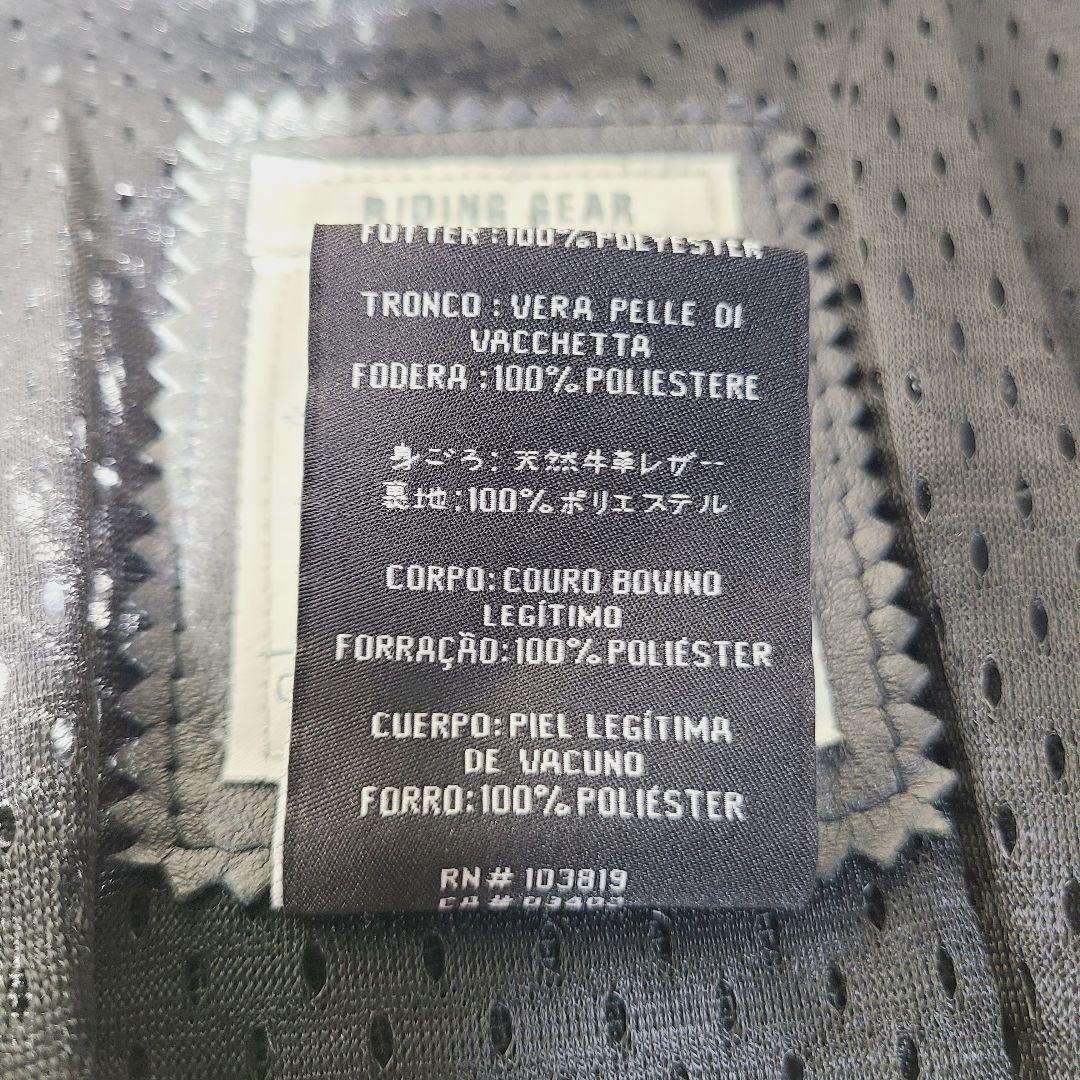 RIDING GEAR
FUTTER :100% POLYESTER
TRONCO : VERA PELLE DI
VACCHETTA
FODERA :100% POLIESTERE
身ごろ: 天然牛革レザー
裏地:100%ポリエステル
CORPO: COURO BOVINO
LEGÍTIMO
FORRAÇÃO:100% POLIÉSTER
CUERPO: PIEL LEGÍTIMA
DE VACUNO
FORRO:100% POLIÉSTER
RN# 103819